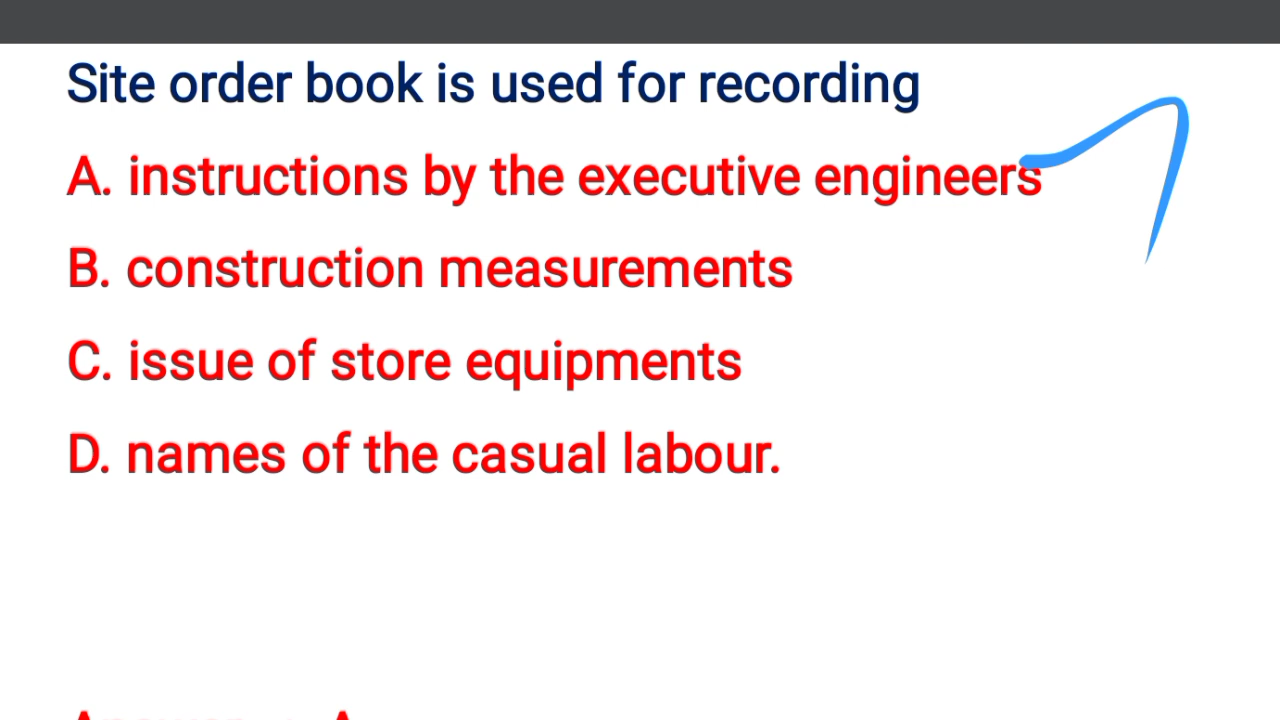 Site order book is used for recording
A. instructions by the executive engineers
B. construction measurements
C. issue of store equipments
D. names of the casual labour.